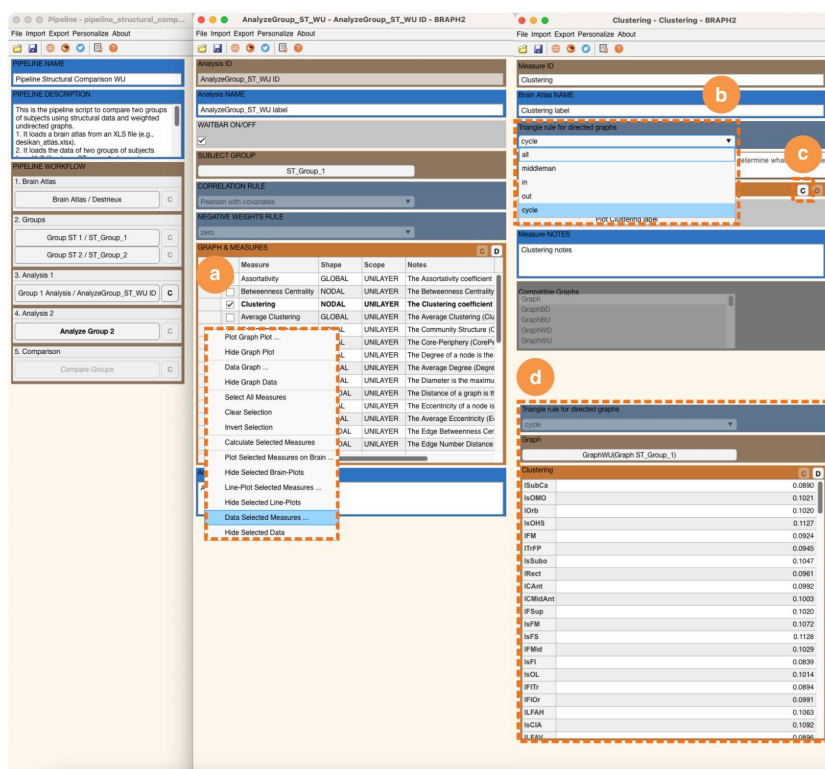 Pipeline - pipeline_structural_comp...
File Import Export Personalize About
PIPELINE NAME
Pipeline Structural Comparison WU
PIPELINE DESCRIPTION
This is the pipeline script to compare two groups
of subjects using structural data and weighted
undirected graphs.
1. It loads a brain atlas from an XLS file (e.g.,
desikan_atlas.xlsx).
2. It loads the data of two groups of subjects
PIPELINE WORKFLOW
1. Brain Atlas
Brain Atlas / Destrieux C
2. Groups
Group ST 1 / ST_Group_1 C
Group ST 2 / ST_Group_2 C
3. Analysis 1
Group 1 Analysis / AnalyzeGroup_ST_WU ID C
4. Analysis 2
Analyze Group 2 C
5. Comparison
Compare Groups C
AnalyzeGroup_ST_WU - AnalyzeGroup_ST_WU ID - BRAPH2
File Import Export Personalize About
Analysis ID
AnalyzeGroup_ST_WU ID
Analysis NAME
AnalyzeGroup_ST_WU label
WAITBAR ON/OFF
SUBJECT GROUP
ST_Group_1
CORRELATION RULE
Pearson with covariates
NEGATIVE WEIGHTS RULE
zero
GRAPH & MEASURES C D
a
Measure Shape Scope Notes
Assortativity GLOBAL UNILAYER The Assortativity coefficient
Betweenness Centrality NODAL UNILAYER The Betweenness Centrality
Clustering NODAL UNILAYER The Clustering coefficient
Average Clustering GLOBAL UNILAYER The Average Clustering (Clu
UNILAYER The Community Structure (C
UNILAYER The Core-Periphery (CorePe
UNILAYER The Degree of a node is the
UNILAYER The Average Degree (Degre
UNILAYER The Diameter is the maximu
UNILAYER The Distance of a graph is th
UNILAYER The Eccentricity of a node is
UNILAYER The Average Eccentricity (E
UNILAYER The Edge Betweenness Cer
UNILAYER The Edge Number Distance
Plot Graph Plot ...
Hide Graph Plot
Data Graph ...
Hide Graph Data
Select All Measures
Clear Selection
Invert Selection
Calculate Selected Measures
Plot Selected Measures on Brain ...
Hide Selected Brain-Plots
Line-Plot Selected Measures ...
Hide Selected Line-Plots
Data Selected Measures ...
Hide Selected Data
Clustering - Clustering - BRAPH2
File Import Export Personalize About
Measure ID
Clustering
Brain Atlas NAME
Clustering label
b
Triangle rule for directed graphs
cycle
all
middleman
in
out
cycle
etermine wha
c
C D
Plot Clustering label
Measure NOTES
Clustering notes
Compatible Graphs
Graph
GraphBD
GraphBU
GraphWD
GraphWU
d
Triangle rule for directed graphs
cycle
Graph
GraphWU(Graph ST_Group_1)
Clustering C D
lSubCa 0.0890
lsOMO 0.1021
lOrb 0.1020
lsOHS 0.1127
lFM 0.0924
lTrFP 0.0945
lsSubo 0.1047
lRect 0.0961
lCAnt 0.0992
lCMidAnt 0.1003
lFSup 0.1020
lsFM 0.1072
lsFS 0.1128
lFMid 0.1029
lsFI 0.0839
lsOL 0.1014
lFITr 0.0894
lFIOr 0.0991
lLFAH 0.1063
lsCIA 0.1092
lLFAV 0.0896